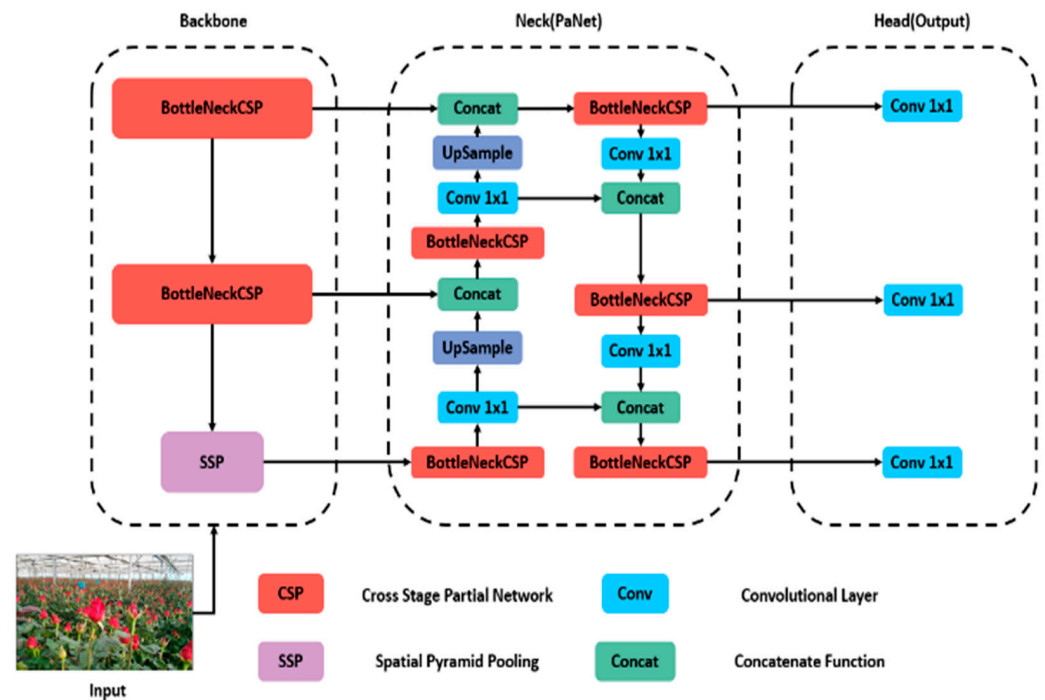 Backbone
Neck(PaNet)
Head(Output)
BottleNeckCSP
Concat
BottleNeckCSP
Conv 1x1
UpSample
Conv 1x1
Conv 1x1
Concat
BottleNeckCSP
BottleNeckCSP
Concat
BottleNeckCSP
Conv 1x1
UpSample
Conv 1x1
Conv 1x1
Concat
SSP
BottleNeckCSP
BottleNeckCSP
Conv 1x1
CSP
Cross Stage Partial Network
Conv
Convolutional Layer
SSP
Spatial Pyramid Pooling
Concat
Concatenate Function
Input